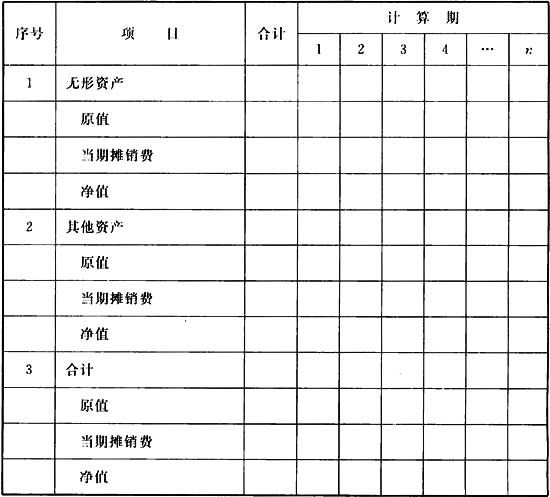 序号 项目 合计 计算期
1 2 3 4 … n
1 无形资产
原值
当期摊销费
净值
2 其他资产
原值
当期摊销费
净值
3 合计
原值
当期摊销费
净值